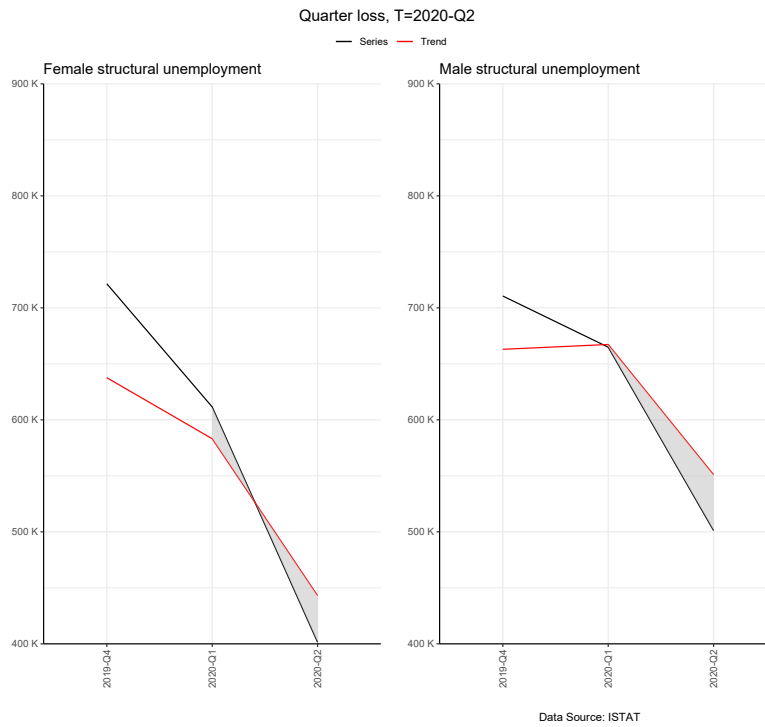 Quarter loss, T=2020-Q2
Series Trend
Female structural unemployment
900 K
800 K
700 K
600 K
500 K
400 K
2019-Q4
2020-Q1
2020-Q2
Male structural unemployment
900 K
800 K
700 K
600 K
500 K
400 K
2019-Q4
2020-Q1
2020-Q2
Data Source: ISTAT